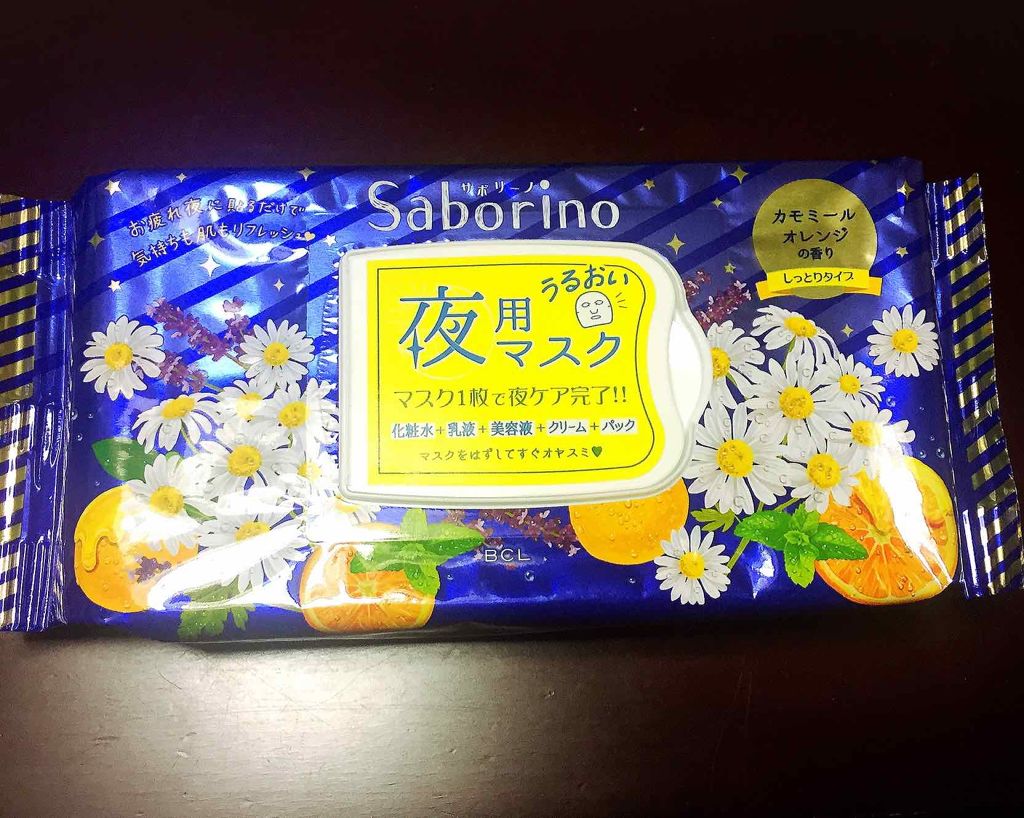 お疲れ夜に貼るだけで
気持ちも肌もリフレッシュ♥
サボリーノ
Saborino
カモミール
オレンジ
の香り
しっとりタイプ
うるおい
夜用
マスク
マスク1枚で夜ケア完了!!
化粧水+乳液+美容液+クリーム+パック
マスクをはずしてすぐオヤスミ♥
BCL